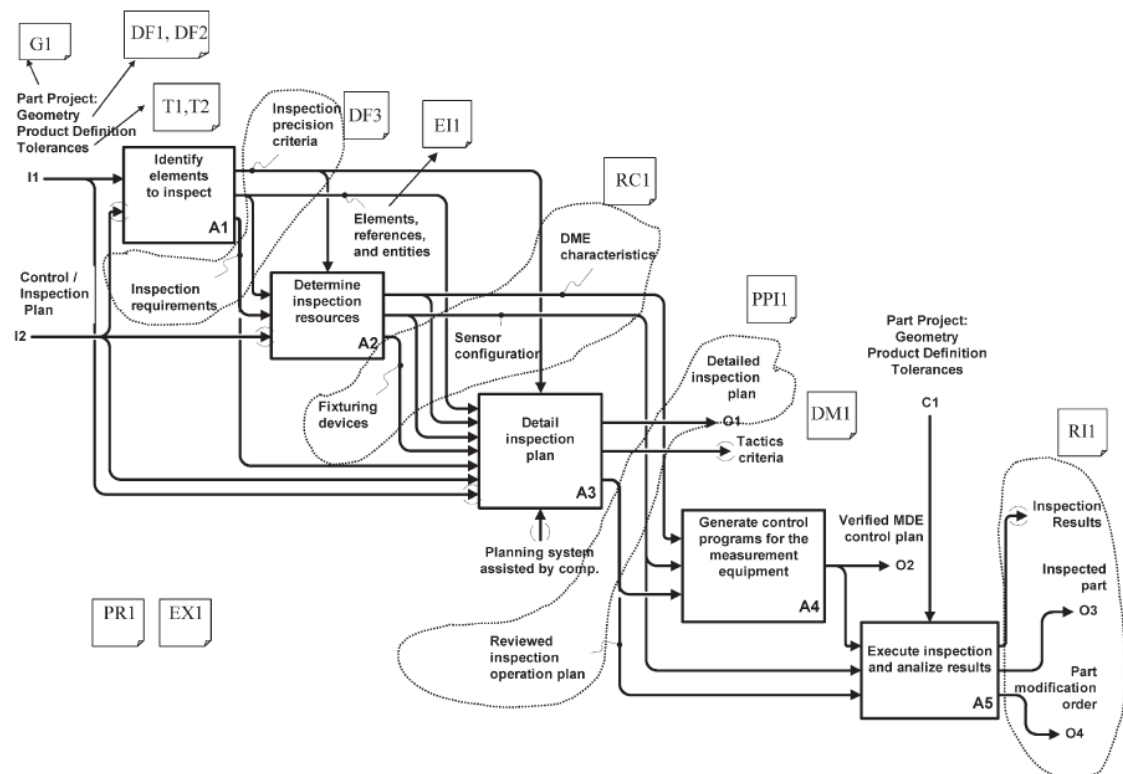 G1
DF1, DF2
Part Project:
Geometry
Product Definition
Tolerances
T1,T2
Inspection
precision
criteria
DF3
EI1
RC1
I1
Identify
elements
to inspect
A1
Elements,
references,
and entities
DME
characteristics
Control /
Inspection
Plan
Inspection
requirements
Determine
inspection
resources
A2
I2
Sensor
configuration
Fixturing
devices
PPI1
Detailed
inspection
plan
Part Project:
Geometry
Product Definition
Tolerances
C1
Detail
inspection
plan
A3
O1
Tactics
criteria
DM1
RI1
Planning system
assisted by comp.
Generate control
programs for the
measurement
equipment
A4
Verified MDE
control plan
O2
Inspection
Results
Inspected
part
O3
PR1
EX1
Reviewed
inspection
operation plan
Execute inspection
and analize results
A5
Part
modification
order
O4